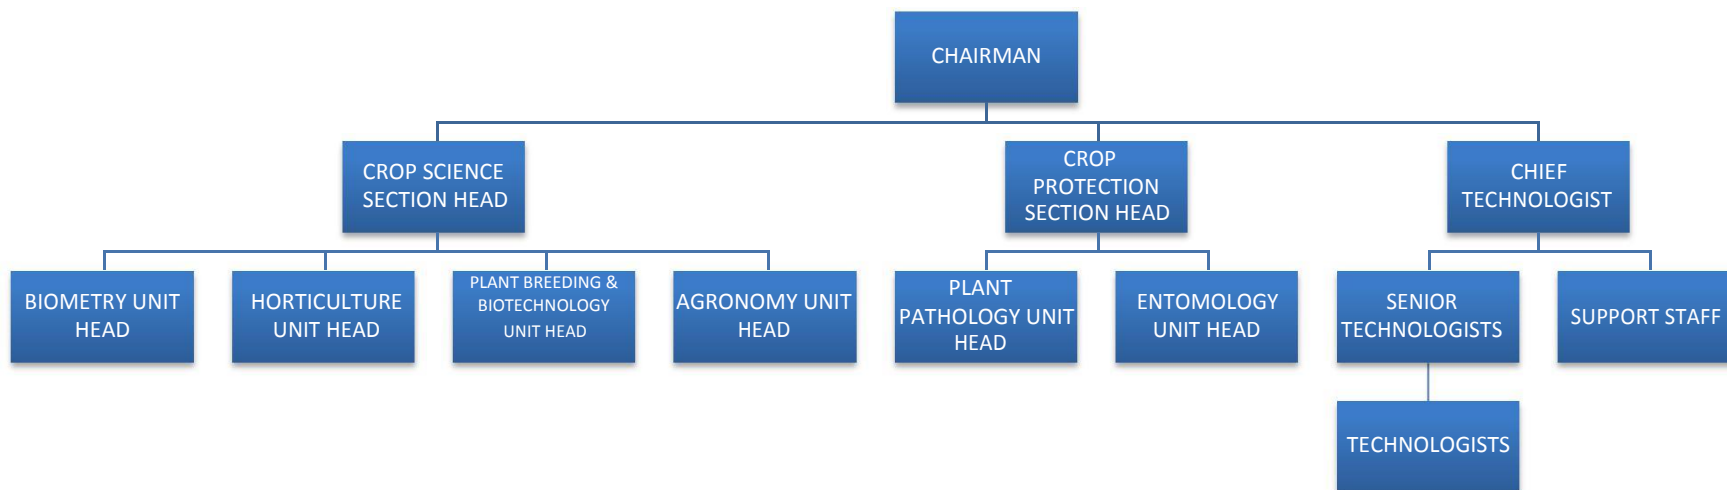 CHAIRMAN
CROP SCIENCE
SECTION HEAD
CROP
PROTECTION
SECTION HEAD
CHIEF
TECHNOLOGIST
BIOMETRY UNIT
HEAD
HORTICULTURE
UNIT HEAD
PLANT BREEDING &
BIOTECHNOLOGY
UNIT HEAD
AGRONOMY UNIT
HEAD
PLANT
PATHOLOGY UNIT
HEAD
ENTOMOLOGY
UNIT HEAD
SENIOR
TECHNOLOGISTS
SUPPORT STAFF
TECHNOLOGISTS